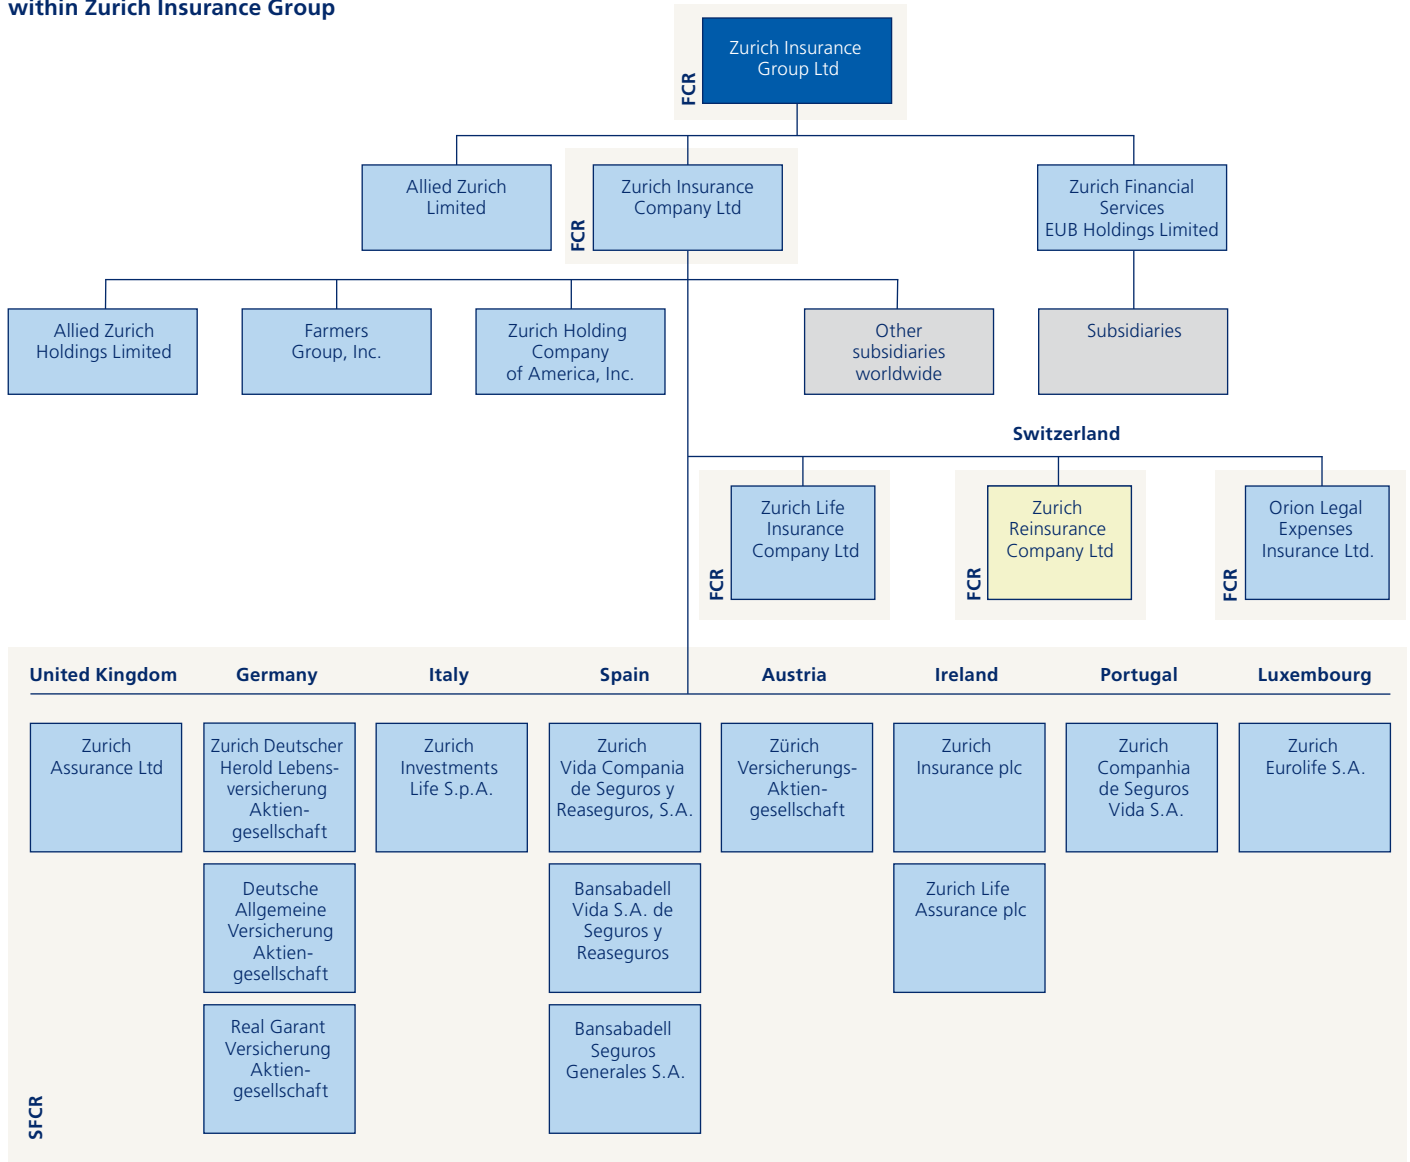 within Zurich Insurance Group
Zurich Insurance
Group Ltd
FCR
Allied Zurich
Limited
Zurich Insurance
Company Ltd
FCR
Zurich Financial
Services
EUB Holdings Limited
Allied Zurich
Holdings Limited
Farmers
Group, Inc.
Zurich Holding
Company
of America, Inc.
Other
subsidiaries
worldwide
Subsidiaries
Switzerland
Zurich Life
Insurance
Company Ltd
FCR
Zurich
Reinsurance
Company Ltd
FCR
Orion Legal
Expenses
Insurance Ltd.
FCR
United Kingdom
Germany
Italy
Spain
Austria
Ireland
Portugal
Luxembourg
Zurich
Assurance Ltd
Zurich Deutscher
Herold Lebens-
versicherung
Aktien-
gesellschaft
Zurich
Investments
Life S.p.A.
Zurich
Vida Compania
de Seguros y
Reaseguros, S.A.
Zürich
Versicherungs-
Aktien-
gesellschaft
Zurich
Insurance plc
Zurich
Companhia
de Seguros
Vida S.A.
Zurich
Eurolife S.A.
Deutsche
Allgemeine
Versicherung
Aktien-
gesellschaft
Bansabadell
Vida S.A. de
Seguros y
Reaseguros
Zurich Life
Assurance plc
Real Garant
Versicherung
Aktien-
gesellschaft
Bansabadell
Seguros
Generales S.A.
SFCR